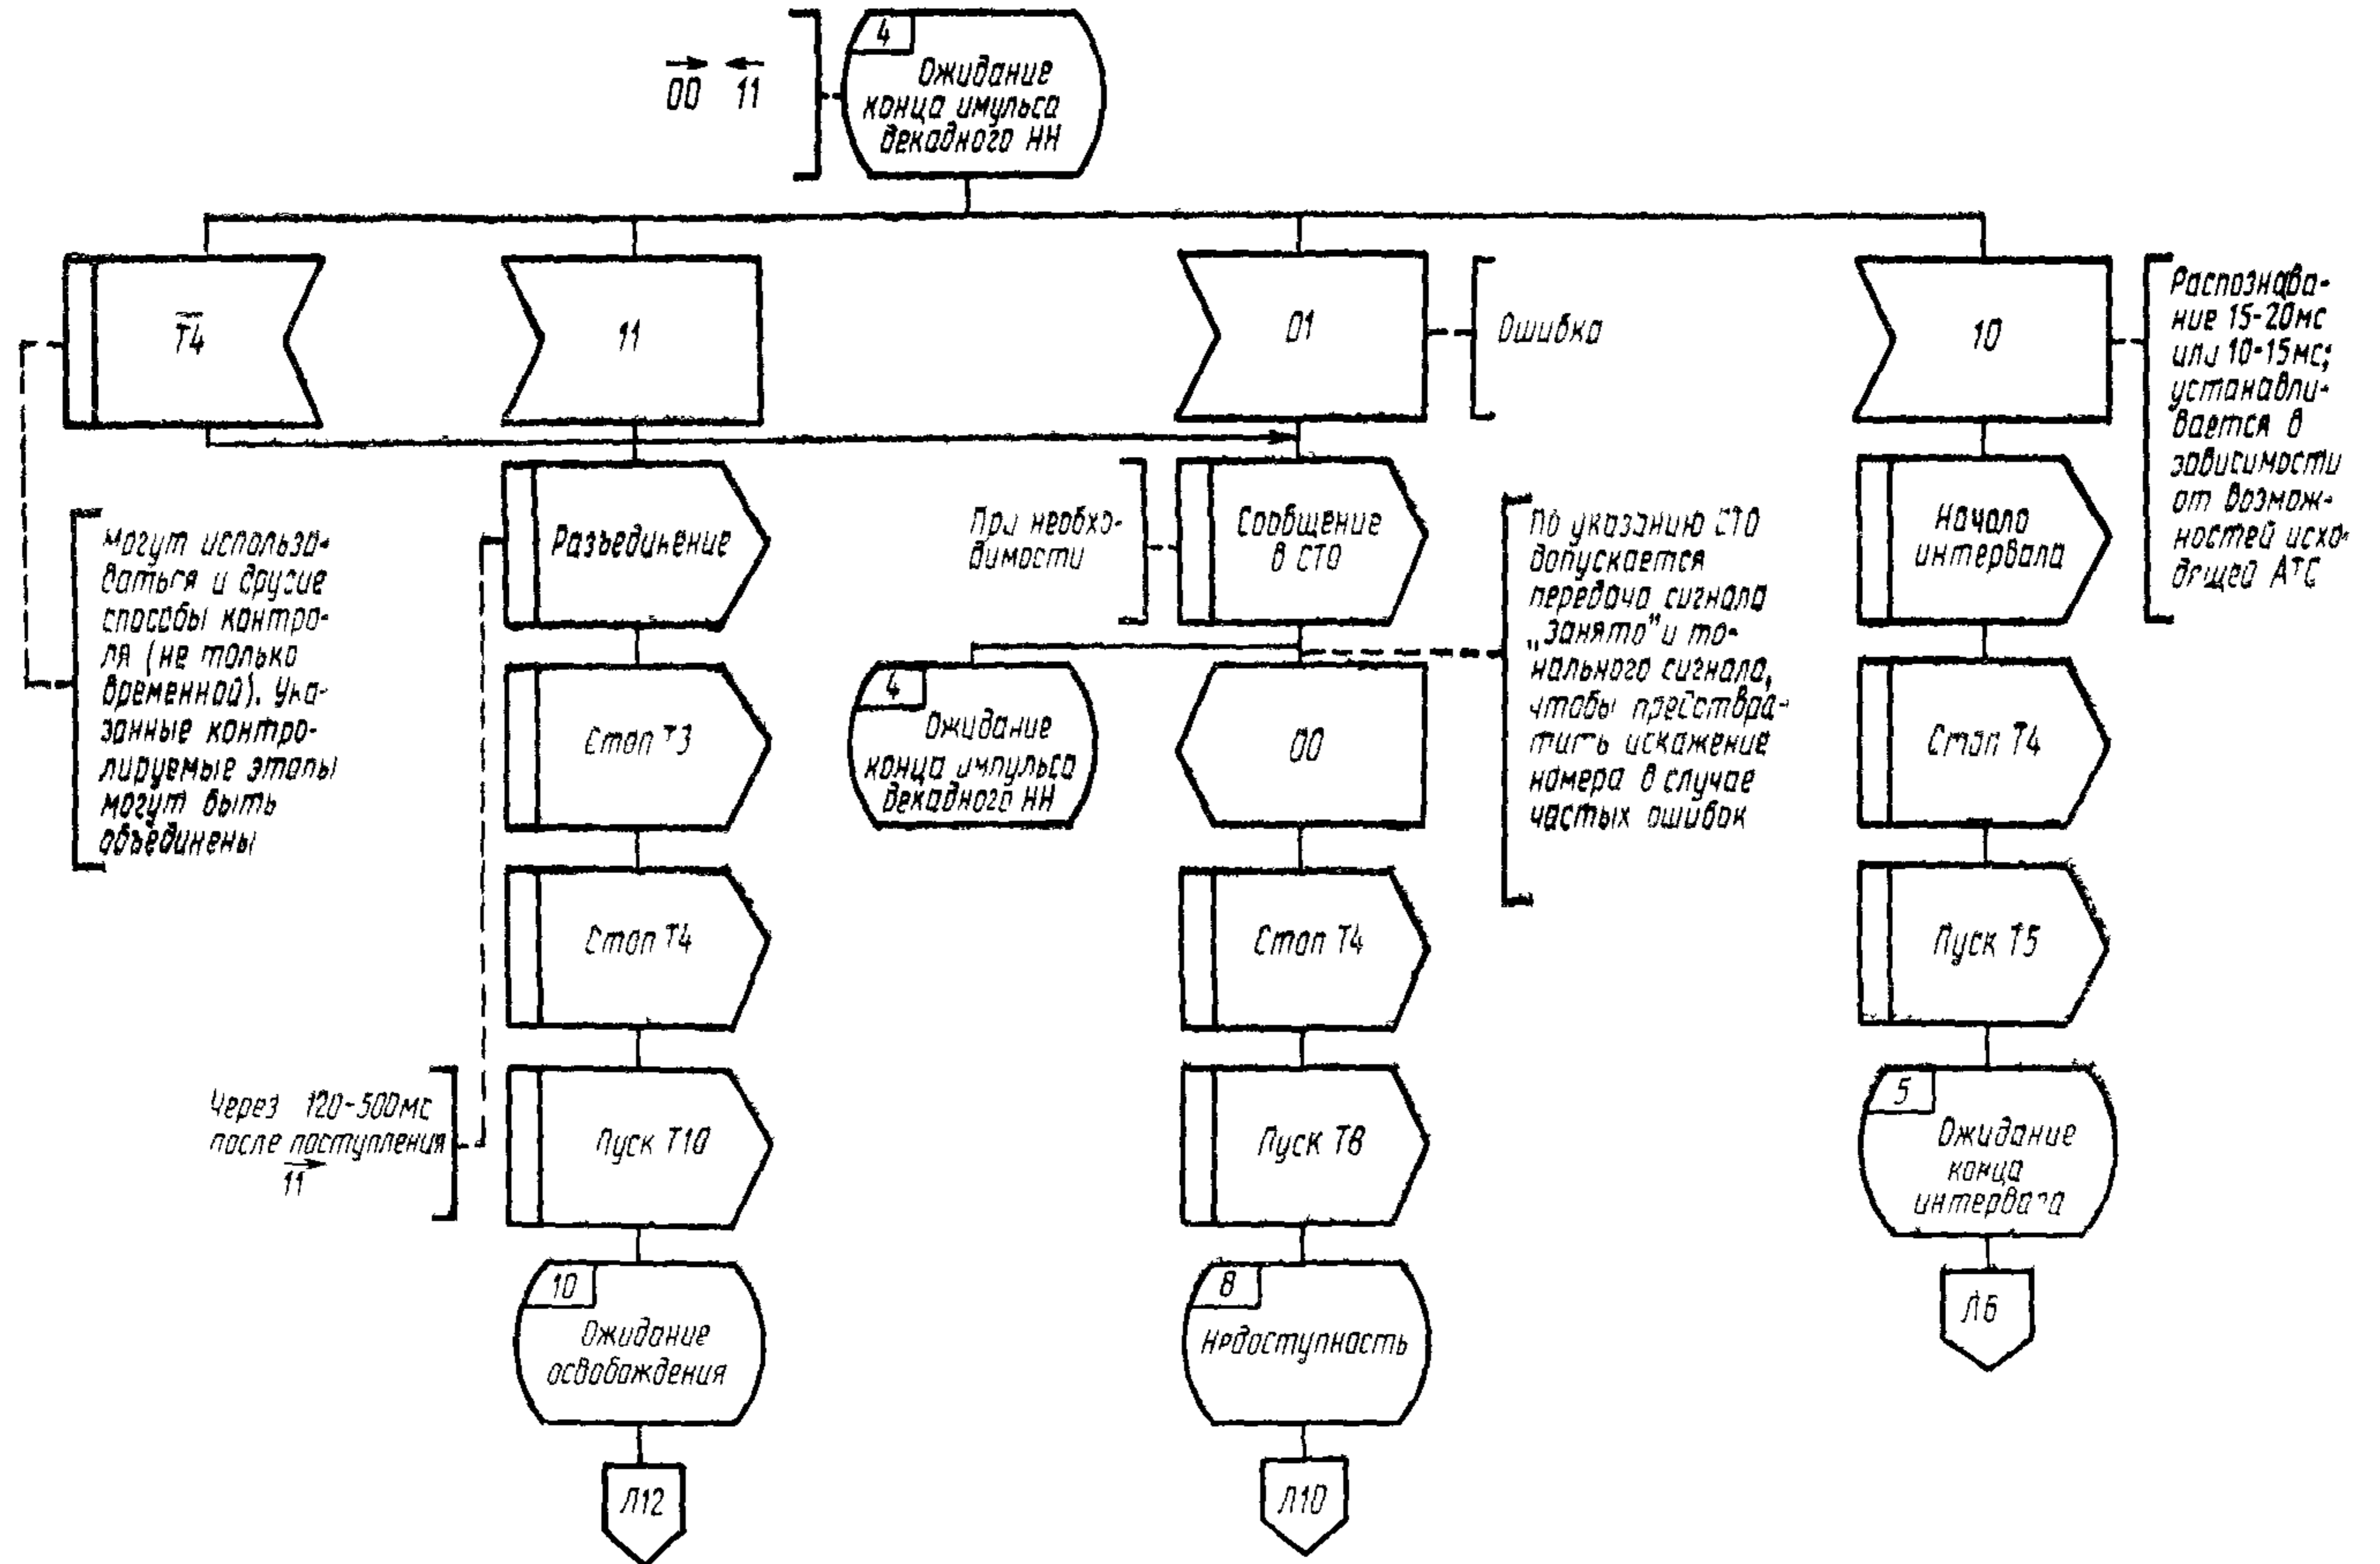 4
Ожидание
конца имульса
декадного НН
00 11
Т4
11
01
Ошибка
10
Распознава-
ние 15-20мс
или 10-15мс;
устанавли-
вается в
зависимости
от возмож-
ностей исхо-
дящей АТС
Могут использо-
ваться и другие
способы контро-
ля (не только
временной). Ука-
занные контро-
лируемые этапы
могут быть
объединены
Разъединение
При необхо-
димости
Сообщение
в СТО
По указанию СТО
допускается
передача сигнала
„Занято" и то-
нального сигнала,
чтобы предотвра-
тить искажение
номера в случае
частых ошибок
Начало
интервала
Стоп Т3
4
Ожидание
конца импульса
декадного НН
00
Стоп Т4
Стоп Т4
Стоп Т4
Пуск Т5
Через 120-500мс
после поступления
11
Пуск Т10
Пуск Т8
5
Ожидание
конца
интервала
10
Ожидание
освобождения
8
Недоступность
Л6
Л12
Л10